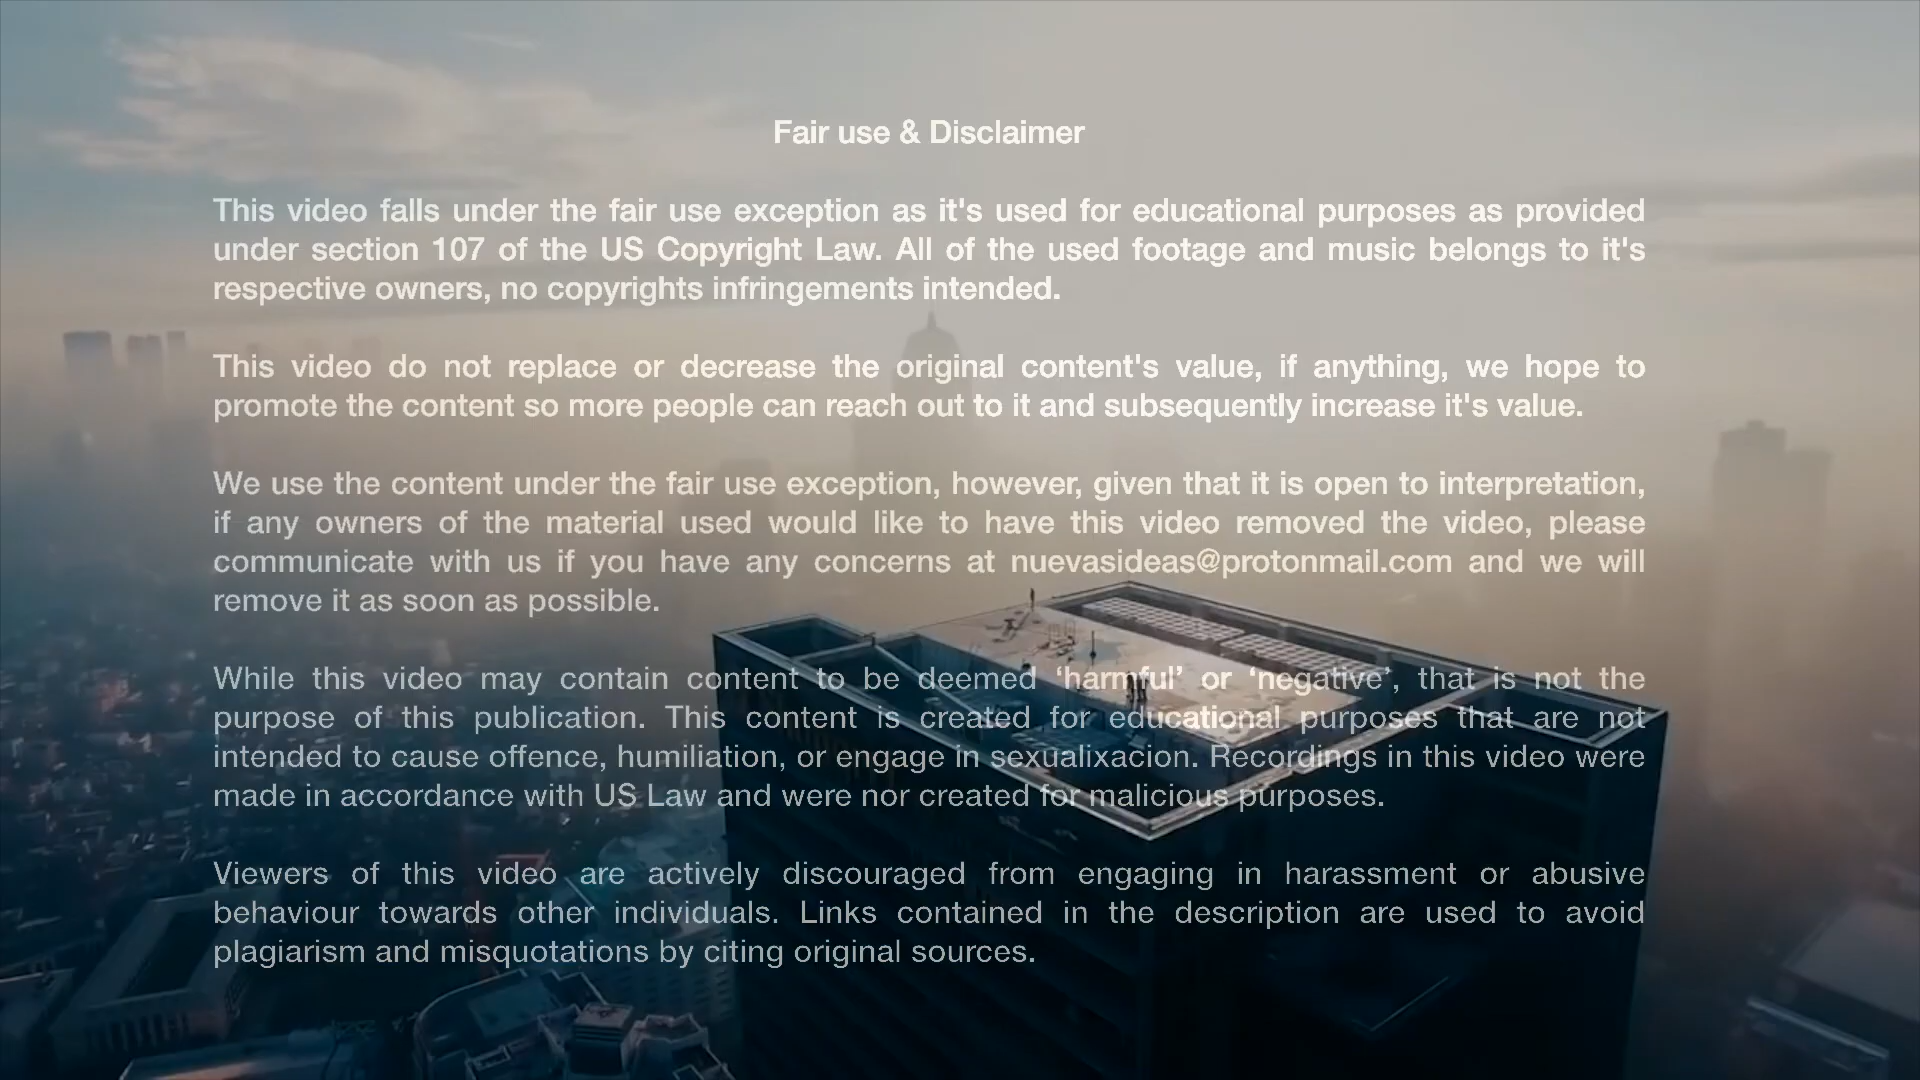 Fair use & Disclaimer
This video falls under the fair use exception as it's used for educational purposes as provided
under section 107 of the US Copyright Law. All of the used footage and music belongs to it's
respective owners, no copyrights infringements intended.
This video do not replace or decrease the original content's value, if anything, we hope to
promote the content so more people can reach out to it and subsequently increase it's value.
We use the content under the fair use exception, however, given that it is open to interpretation,
if any owners of the material used would like to have this video removed the video, please
communicate with us if you have any concerns at nuevasideas@protonmail.com and we will
remove it as soon as possible.
While this video may contain content to be deemed ‘harmful’ or ‘negative’, that is not the
purpose of this publication. This content is created for educational purposes that are not
intended to cause offence, humiliation, or engage in sexualixacion. Recordings in this video were
made in accordance with US Law and were nor created for malicious purposes.
Viewers of this video are actively discouraged from engaging in harassment or abusive
behaviour towards other individuals. Links contained in the description are used to avoid
plagiarism and misquotations by citing original sources.